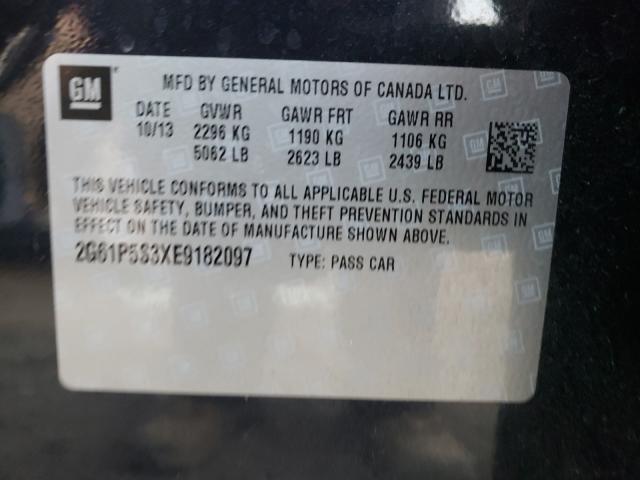 GM
MFD BY GENERAL MOTORS OF CANADA LTD.
DATE GVWR GAWR FRT GAWR RR
10/13 2296 KG 1190 KG 1106 KG
5062 LB 2623 LB 2439 LB
THIS VEHICLE CONFORMS TO ALL APPLICABLE U.S. FEDERAL MOTOR
VEHICLE SAFETY, BUMPER, AND THEFT PREVENTION STANDARDS IN
EFFECT ON THE DATE OF MANUFACTURE SHOWN ABOVE.
2G61P5S3XE9182097 TYPE: PASS CAR